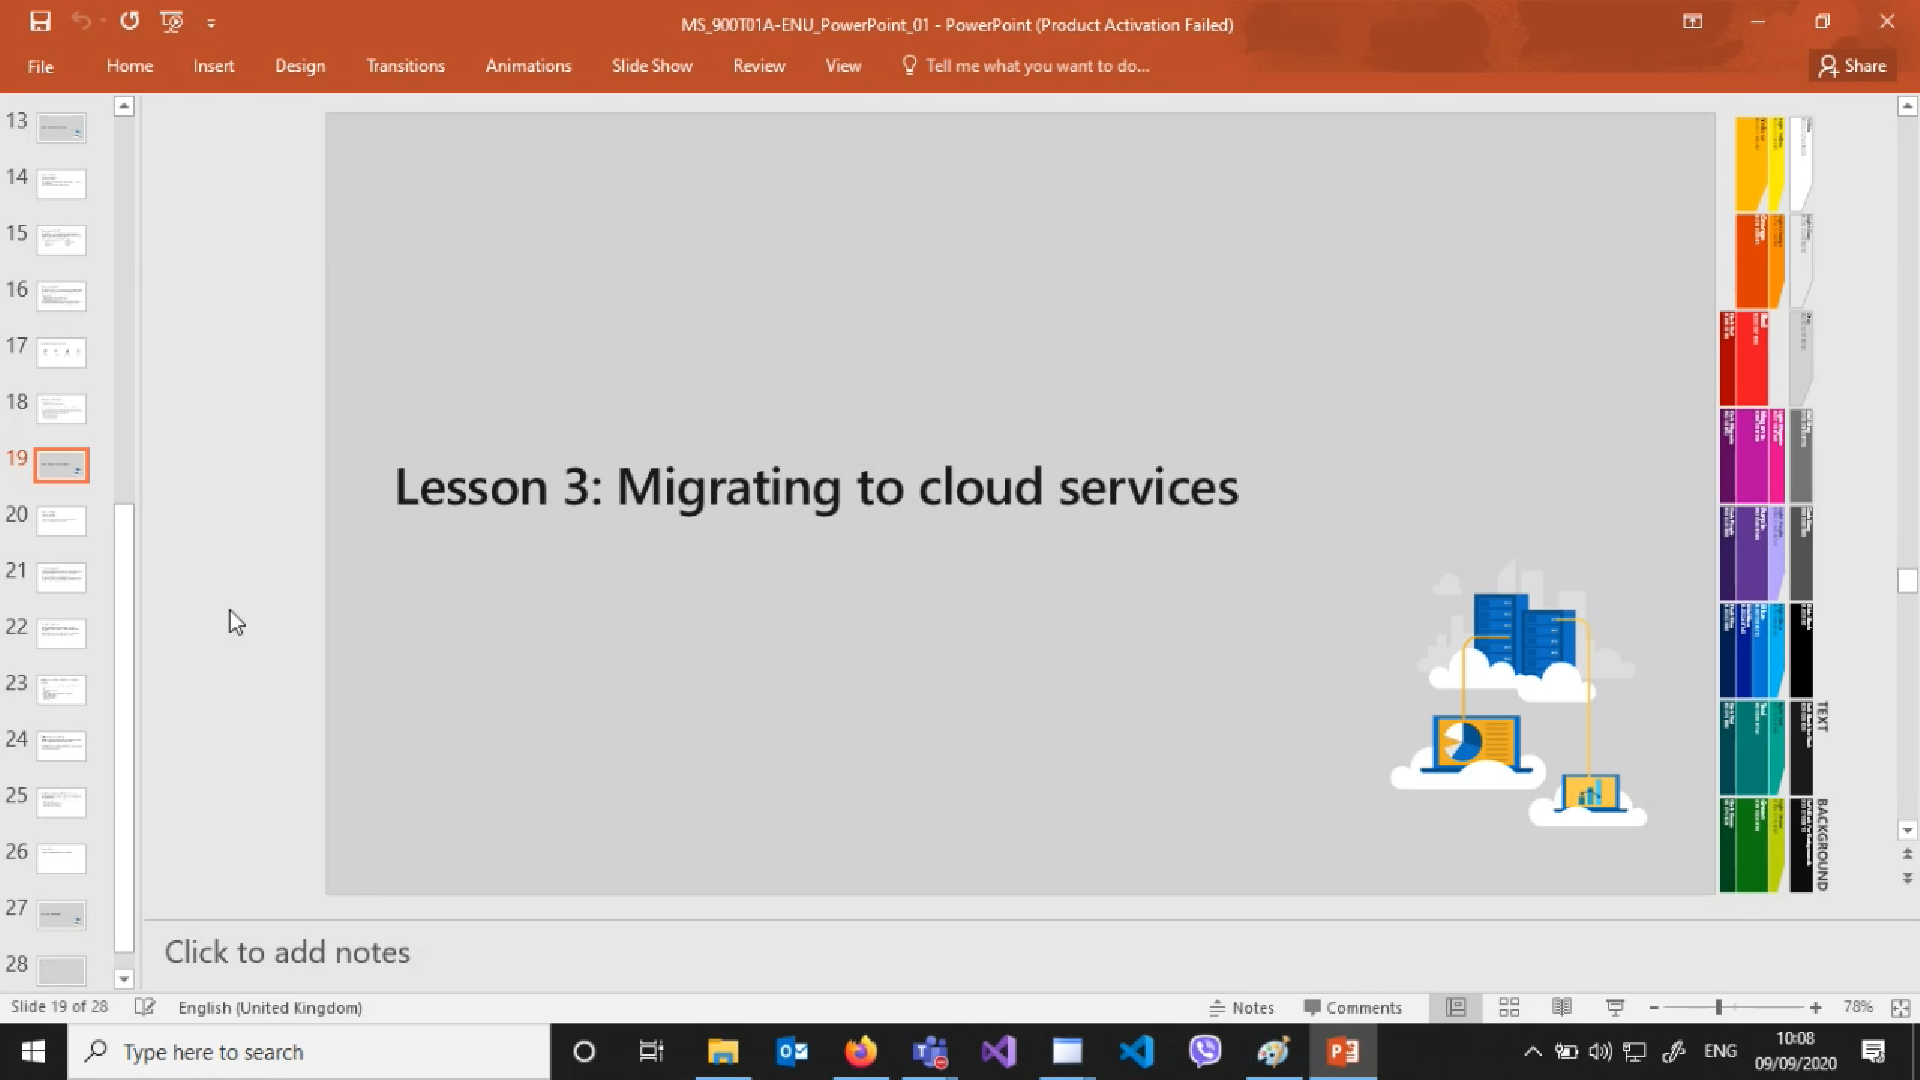 MS_900T01A-ENU_PowerPoint_01 - PowerPoint (Product Activation Failed)
File
Home
Insert
Design
Transitions
Animations
Slide Show
Review
View
Tell me what you want to do...
Share
13
14
15
16
17
18
19
20
21
22
23
24
25
26
27
28
Lesson 3: Migrating to cloud services
TEXT
BACKGROUND
Click to add notes
Slide 19 of 28
English (United Kingdom)
Notes
Comments
78%
Type here to search
ENG
10:08
09/09/2020